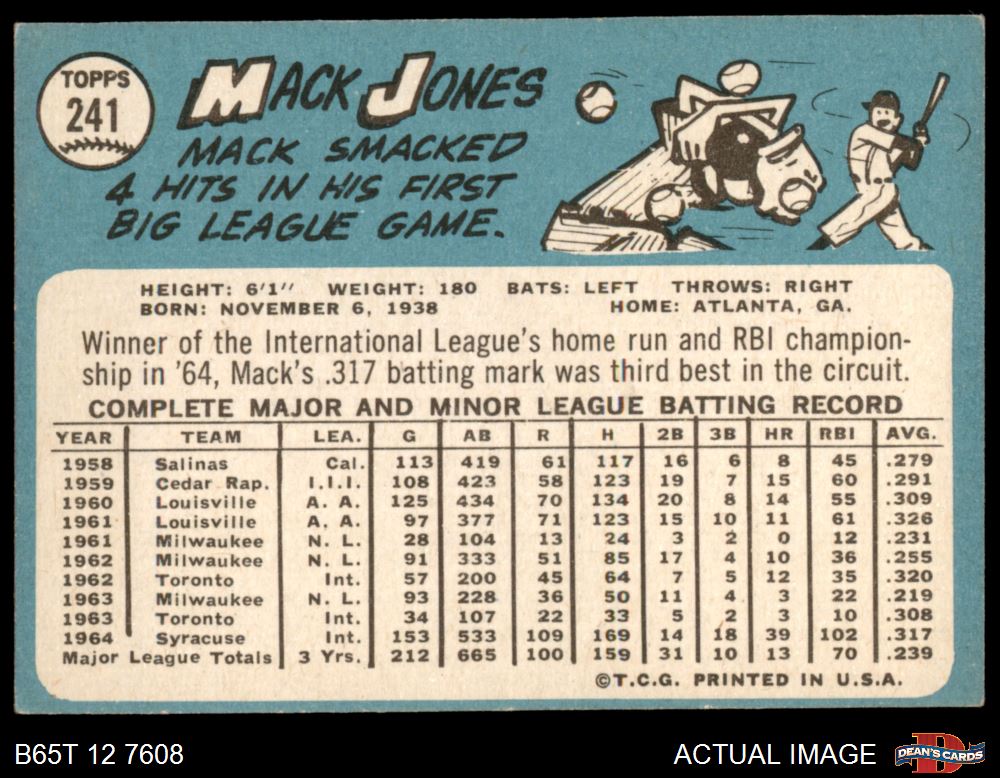 TOPPS
241
MACK JONES
MACK SMACKED
4 HITS IN HIS FIRST
BIG LEAGUE GAME.
HEIGHT: 6'1" WEIGHT: 180 BATS: LEFT THROWS: RIGHT
BORN: NOVEMBER 6, 1938 HOME: ATLANTA, GA.
Winner of the International League's home run and RBI champion-
ship in '64, Mack's .317 batting mark was third best in the circuit.
COMPLETE MAJOR AND MINOR LEAGUE BATTING RECORD
YEAR TEAM LEA. G AB R H 2B 3B HR RBI AVG.
1958 Salinas Cal. 113 419 61 117 16 6 8 45 .279
1959 Cedar Rap. I.I.I. 108 423 58 123 19 7 15 60 .291
1960 Louisville A. A. 125 434 70 134 20 8 14 55 .309
1961 Louisville A. A. 97 377 71 123 15 10 11 61 .326
1961 Milwaukee N. L. 28 104 13 24 3 2 0 12 .231
1962 Milwaukee N. L. 91 333 51 85 17 4 10 36 .255
1962 Toronto Int. 57 200 45 64 7 5 12 35 .320
1963 Milwaukee N. L. 93 228 36 50 11 4 3 22 .219
1963 Toronto Int. 34 107 22 33 5 2 3 10 .308
1964 Syracuse Int. 153 533 109 169 14 18 39 102 .317
Major League Totals 3 Yrs. 212 665 100 159 31 10 13 70 .239
©T.C.G. PRINTED IN U.S.A.
B65T 12 7608 ACTUAL IMAGE D DEAN'S CARDS